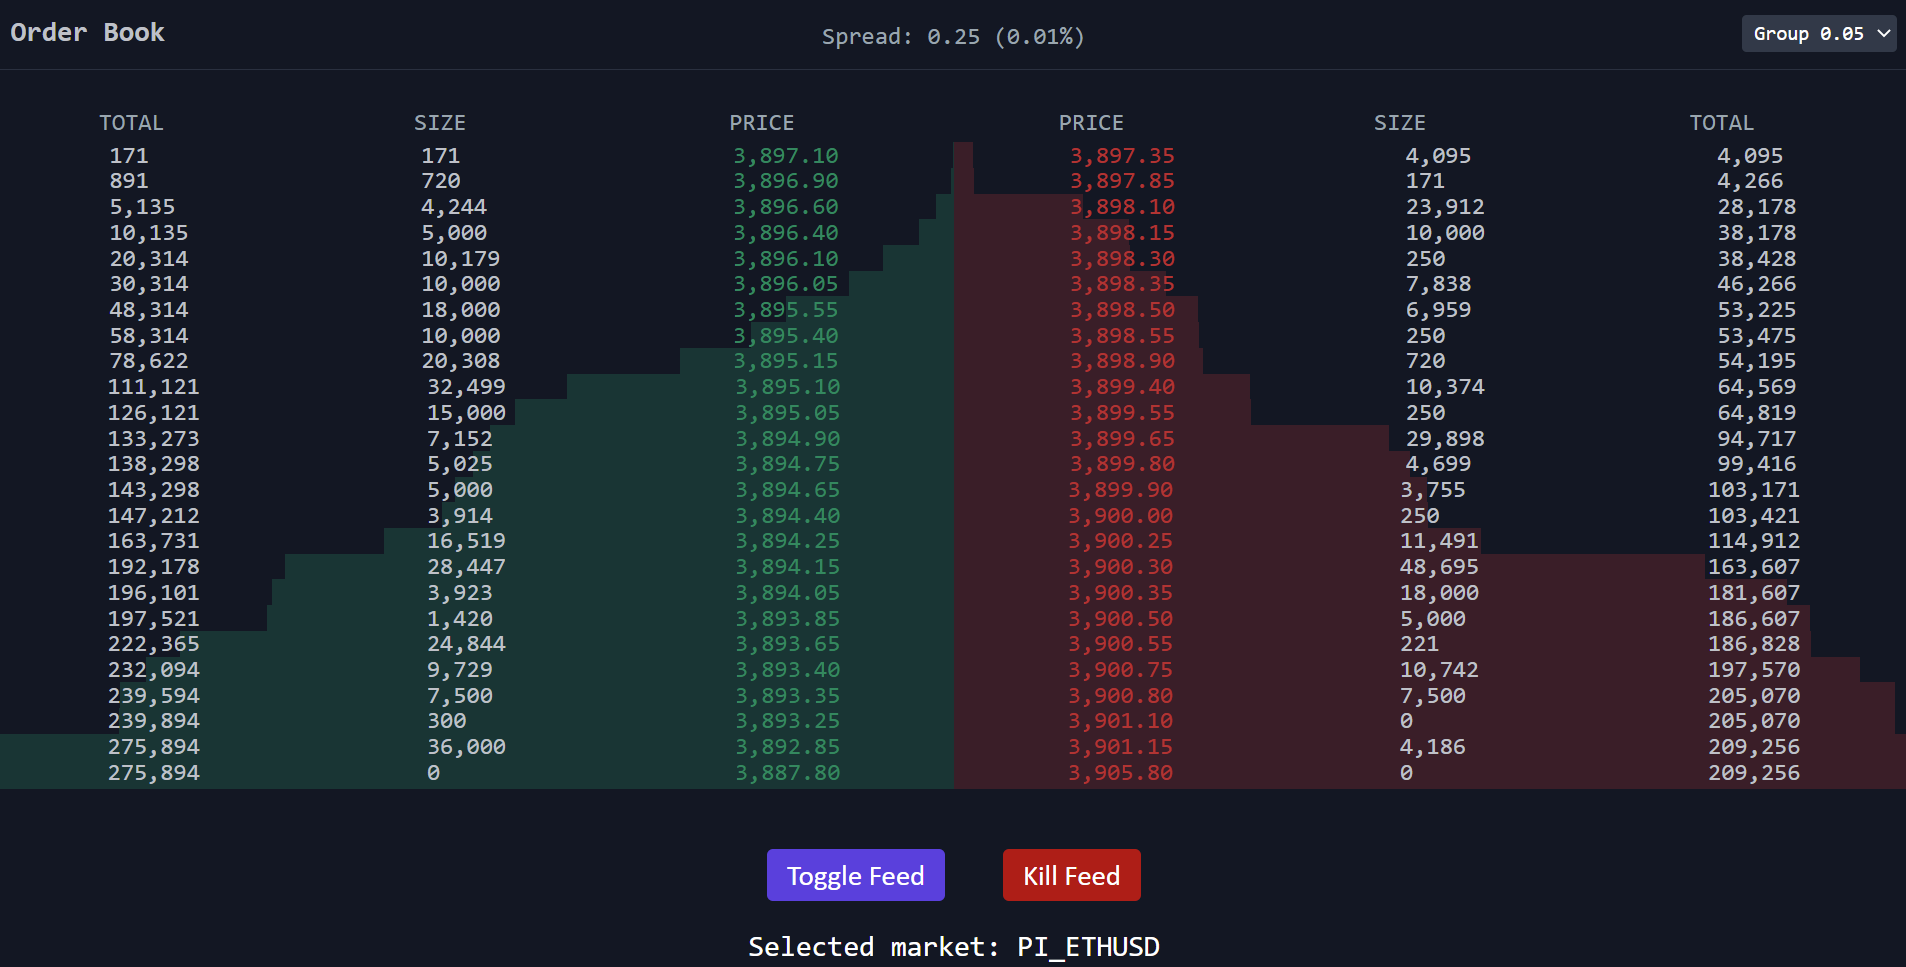 Order Book
Spread: 0.25 (0.01%)
Group 0.05
TOTAL SIZE PRICE PRICE SIZE TOTAL
171 171 3,897.10 3,897.35 4,095 4,095
891 720 3,896.90 3,897.85 171 4,266
5,135 4,244 3,896.60 3,898.10 23,912 28,178
10,135 5,000 3,896.40 3,898.15 10,000 38,178
20,314 10,179 3,896.10 3,898.30 250 38,428
30,314 10,000 3,896.05 3,898.35 7,838 46,266
48,314 18,000 3,895.55 3,898.50 6,959 53,225
58,314 10,000 3,895.40 3,898.55 250 53,475
78,622 20,308 3,895.15 3,898.90 720 54,195
111,121 32,499 3,895.10 3,899.40 10,374 64,569
126,121 15,000 3,895.05 3,899.55 250 64,819
133,273 7,152 3,894.90 3,899.65 29,898 94,717
138,298 5,025 3,894.75 3,899.80 4,699 99,416
143,298 5,000 3,894.65 3,899.90 3,755 103,171
147,212 3,914 3,894.40 3,900.00 250 103,421
163,731 16,519 3,894.25 3,900.25 11,491 114,912
192,178 28,447 3,894.15 3,900.30 48,695 163,607
196,101 3,923 3,894.05 3,900.35 18,000 181,607
197,521 1,420 3,893.85 3,900.50 5,000 186,607
222,365 24,844 3,893.65 3,900.55 221 186,828
232,094 9,729 3,893.40 3,900.75 10,742 197,570
239,594 7,500 3,893.35 3,900.80 7,500 205,070
239,894 300 3,893.25 3,901.10 0 205,070
275,894 36,000 3,892.85 3,901.15 4,186 209,256
275,894 0 3,887.80 3,905.80 0 209,256
Toggle Feed Kill Feed
Selected market: PI_ETHUSD